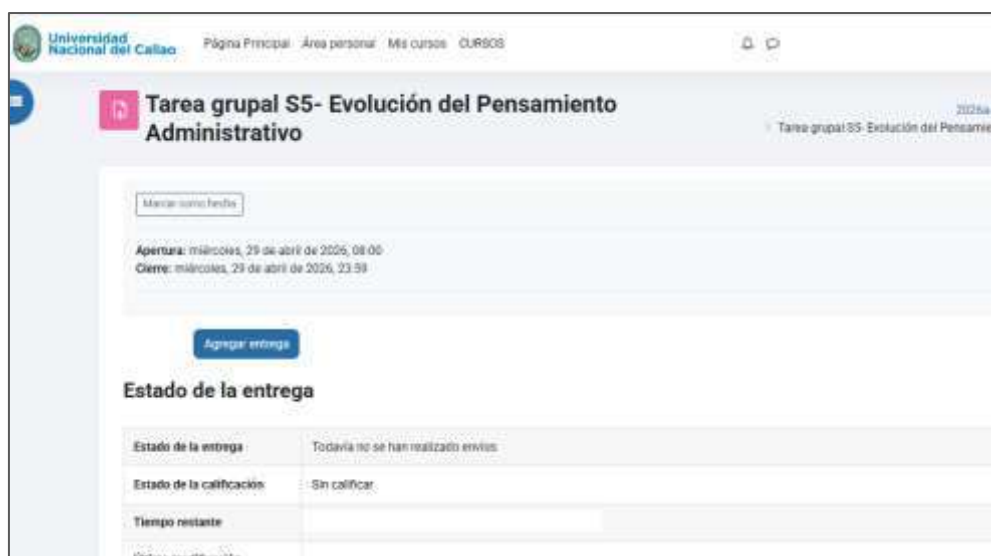 Universidad
Nacional del Callao
Página Principal Área personal Mis cursos CURSOS
Tarea grupal S5- Evolución del Pensamiento
Administrativo
2026a
Tarea grupal S5- Evolución del Pensamie
Marcar como hecha
Apertura: miércoles, 29 de abril de 2026, 08:00
Cierre: miércoles, 29 de abril de 2026, 23:59
Agregar entrega
Estado de la entrega
Estado de la entrega Todavía no se han realizado envíos
Estado de la calificación Sin calificar
Tiempo restante